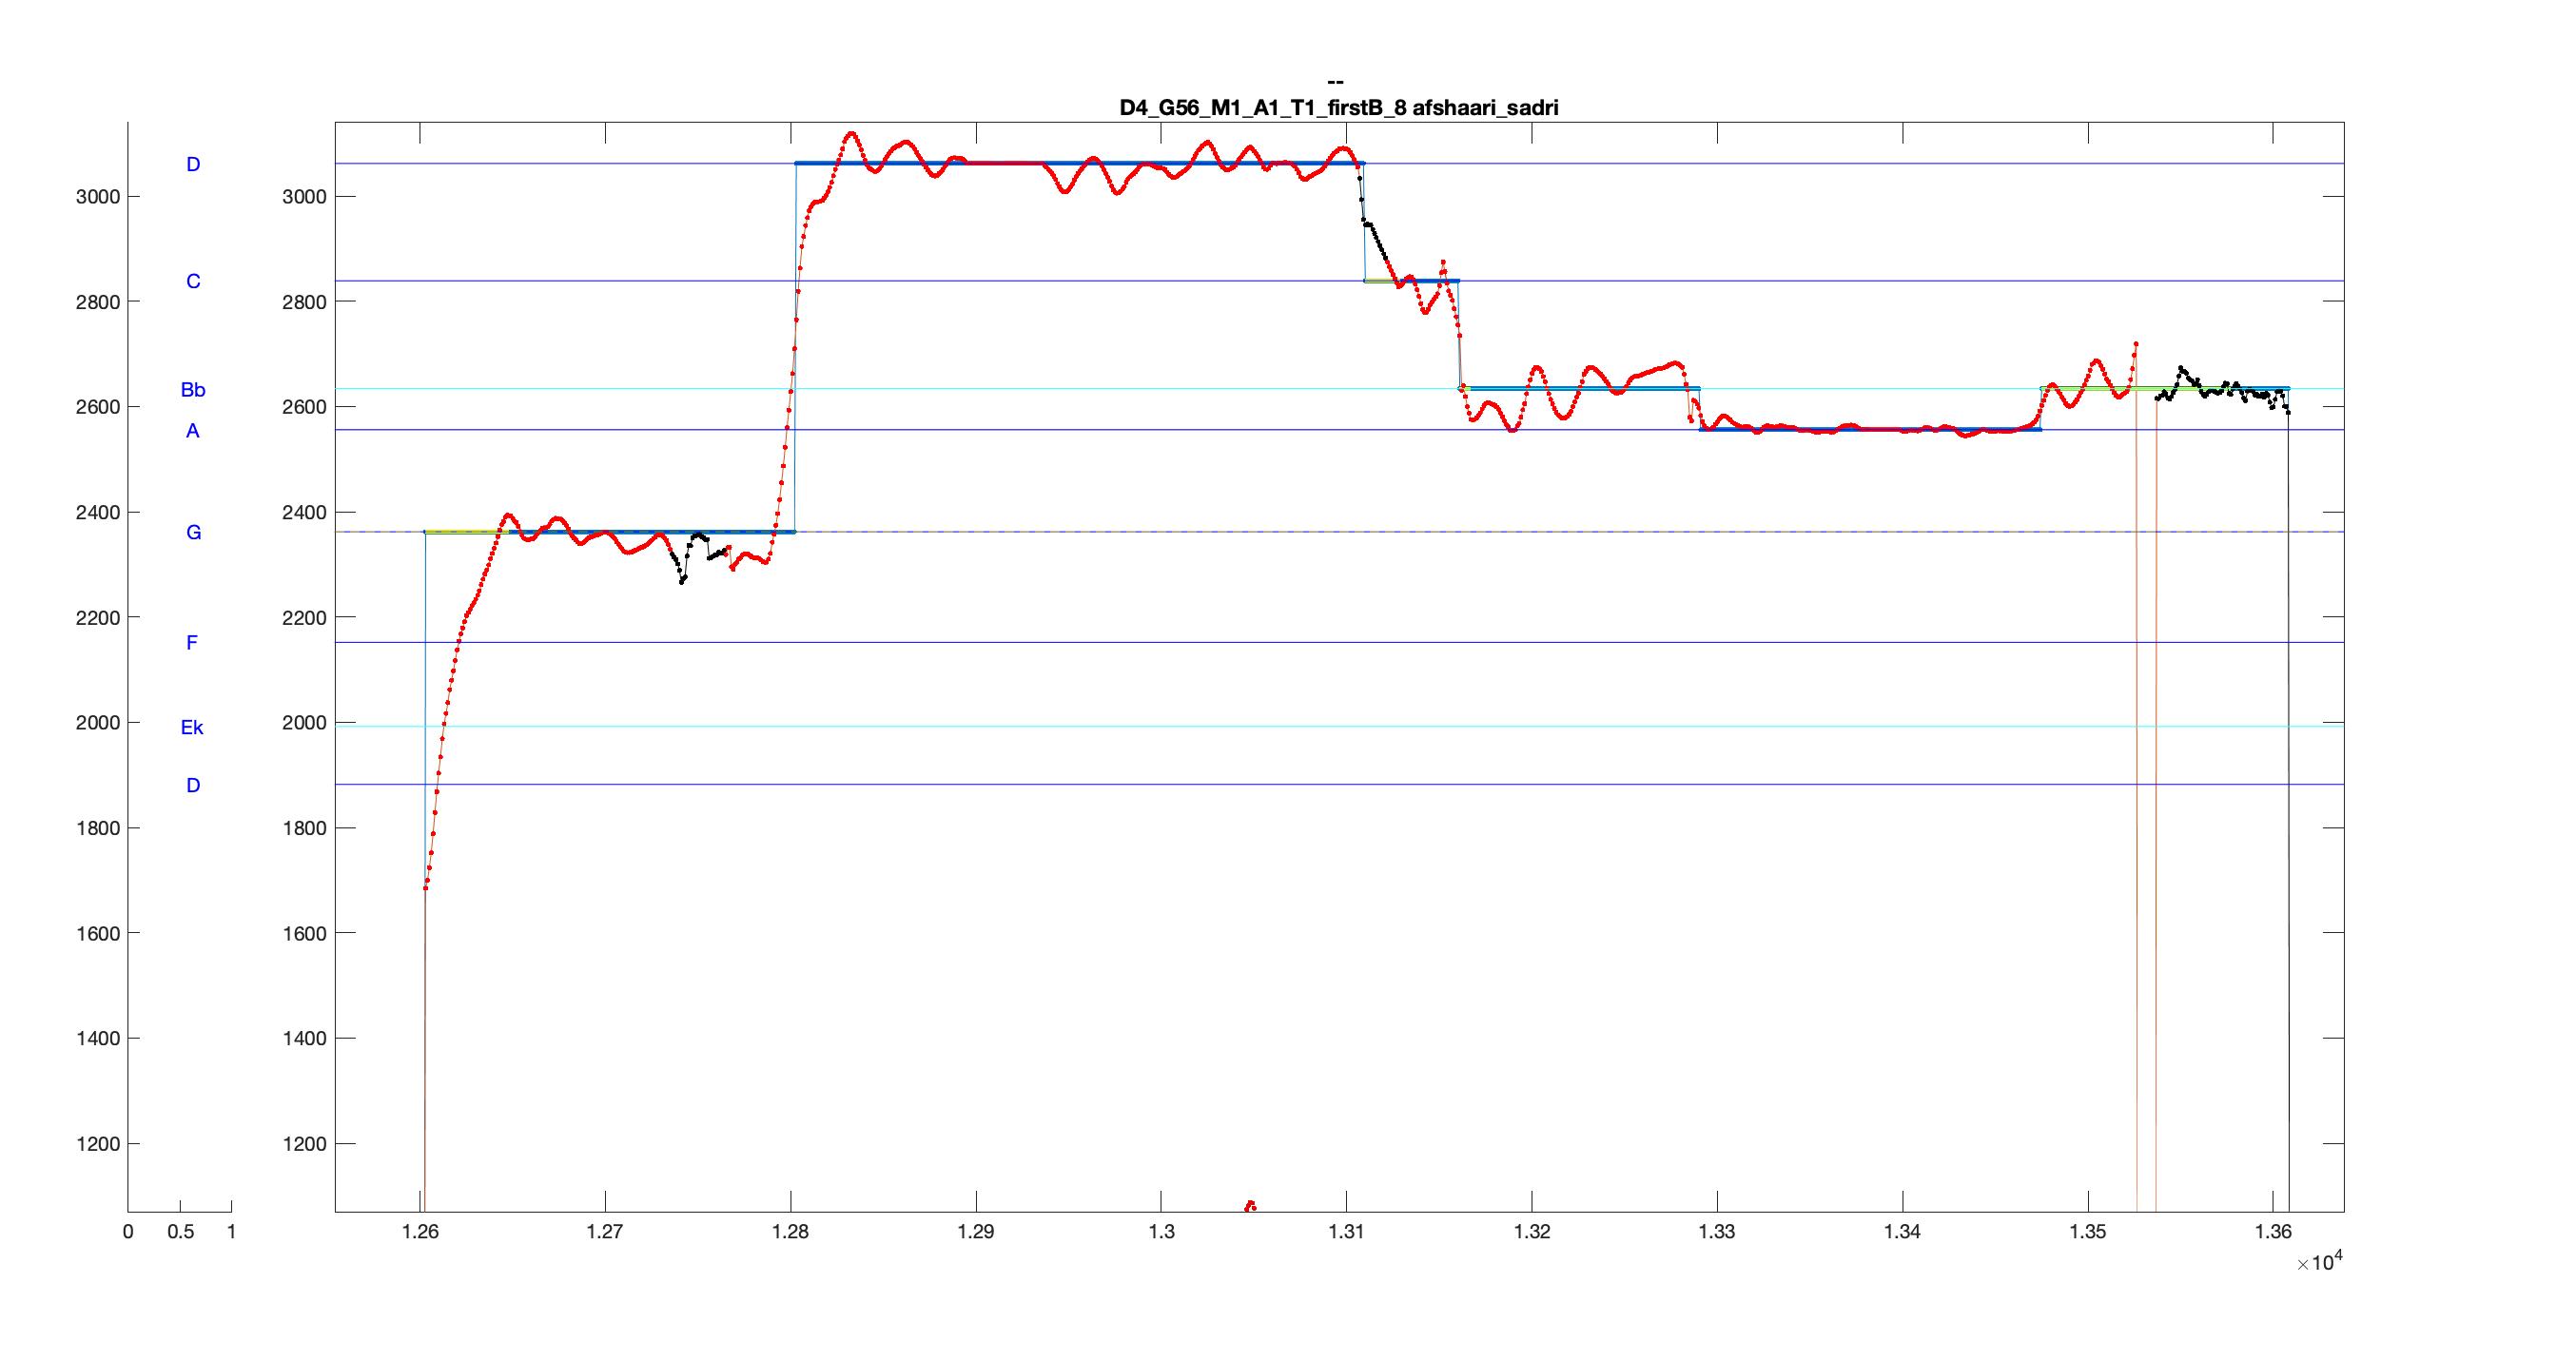 --
D4_G56_M1_A1_T1_firstB_8 afshaari_sadri
D
3000 3000
C
2800 2800
Bb
2600 2600
A
2400 2400
G
2200 2200
F
2000 2000
Ek
D
1800 1800
1600 1600
1400 1400
1200 1200
0 0.5 1 1.26 1.27 1.28 1.29 1.3 1.31 1.32 1.33 1.34 1.35 1.36
×10^4